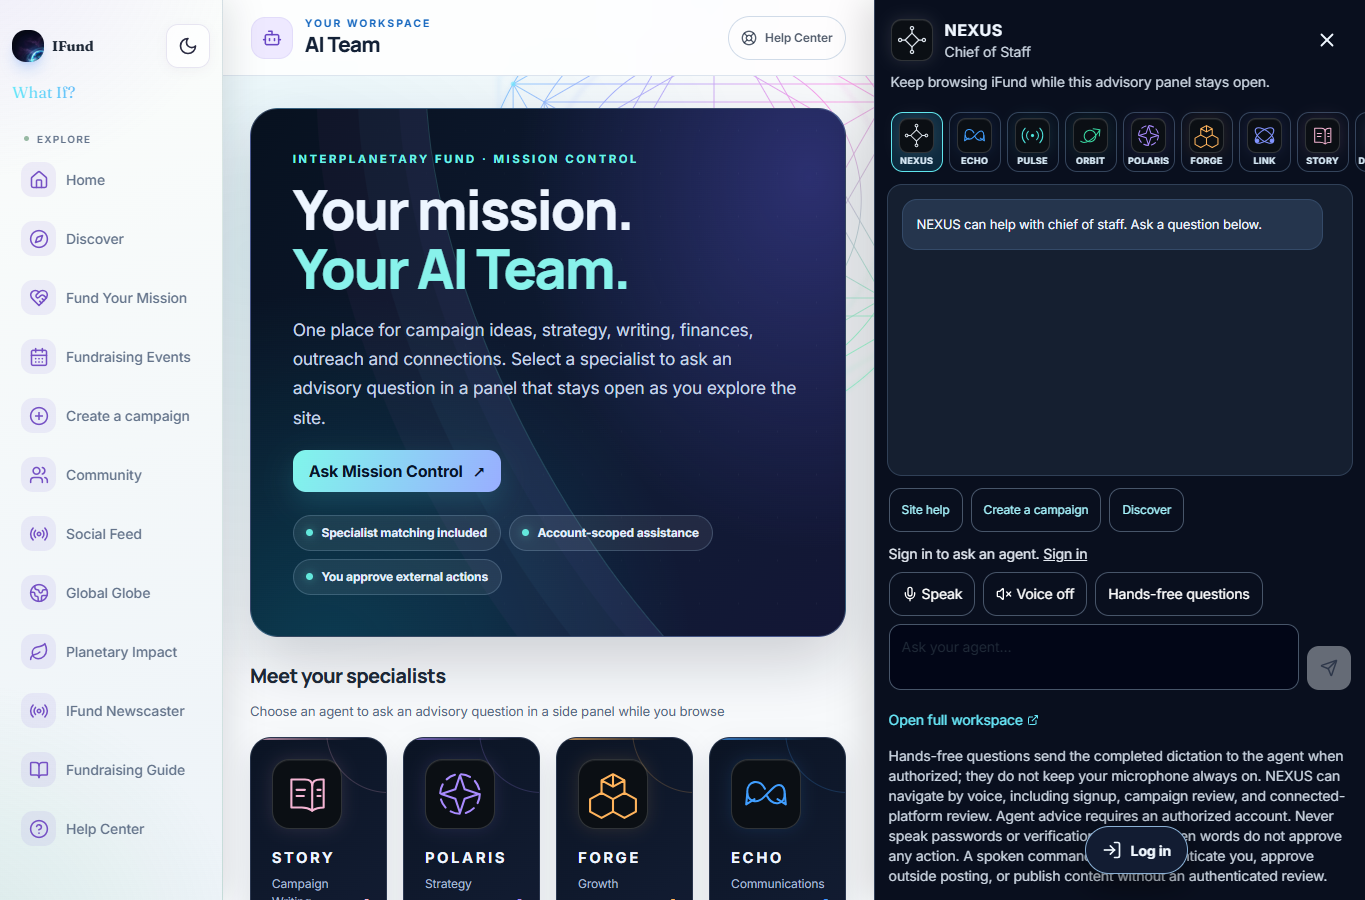 IFund
What If?
EXPLORE
Home
Discover
Fund Your Mission
Fundraising Events
Create a campaign
Community
Social Feed
Global Globe
Planetary Impact
IFund Newscaster
Fundraising Guide
Help Center
YOUR WORKSPACE
AI Team
Help Center
INTERPLANETARY FUND · MISSION CONTROL
Your mission.
Your AI Team.
One place for campaign ideas, strategy, writing, finances,
outreach and connections. Select a specialist to ask an
advisory question in a panel that stays open as you explore the
site.
Ask Mission Control ↗
Specialist matching included
Account-scoped assistance
You approve external actions
Meet your specialists
Choose an agent to ask an advisory question in a side panel while you browse
STORY
Campaign
POLARIS
Strategy
FORGE
Growth
ECHO
Communications
NEXUS
Chief of Staff
Keep browsing iFund while this advisory panel stays open.
NEXUS
ECHO
PULSE
ORBIT
POLARIS
FORGE
LINK
STORY
NEXUS can help with chief of staff. Ask a question below.
Site help
Create a campaign
Discover
Sign in to ask an agent. Sign in
Speak
Voice off
Hands-free questions
Ask your agent...
Open full workspace
Hands-free questions send the completed dictation to the agent when
authorized; they do not keep your microphone always on. NEXUS can
navigate by voice, including signup, campaign review, and connected-
platform review. Agent advice requires an authorized account. Never
speak passwords or words do not approve
any action. A spoken you, approve
outside posting, or publish content without an authenticated review.
Log in